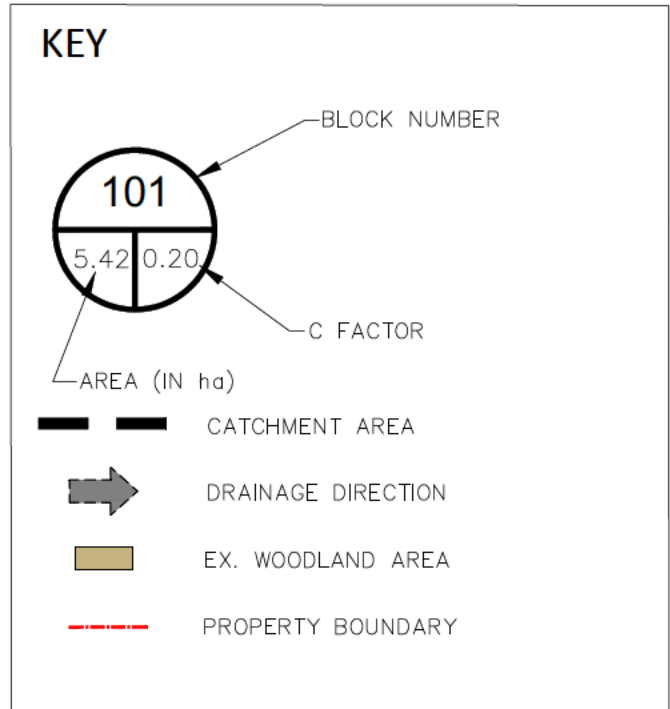 KEY
BLOCK NUMBER
101
5.42 0.20
C FACTOR
AREA (IN ha)
CATCHMENT AREA
DRAINAGE DIRECTION
EX. WOODLAND AREA
PROPERTY BOUNDARY